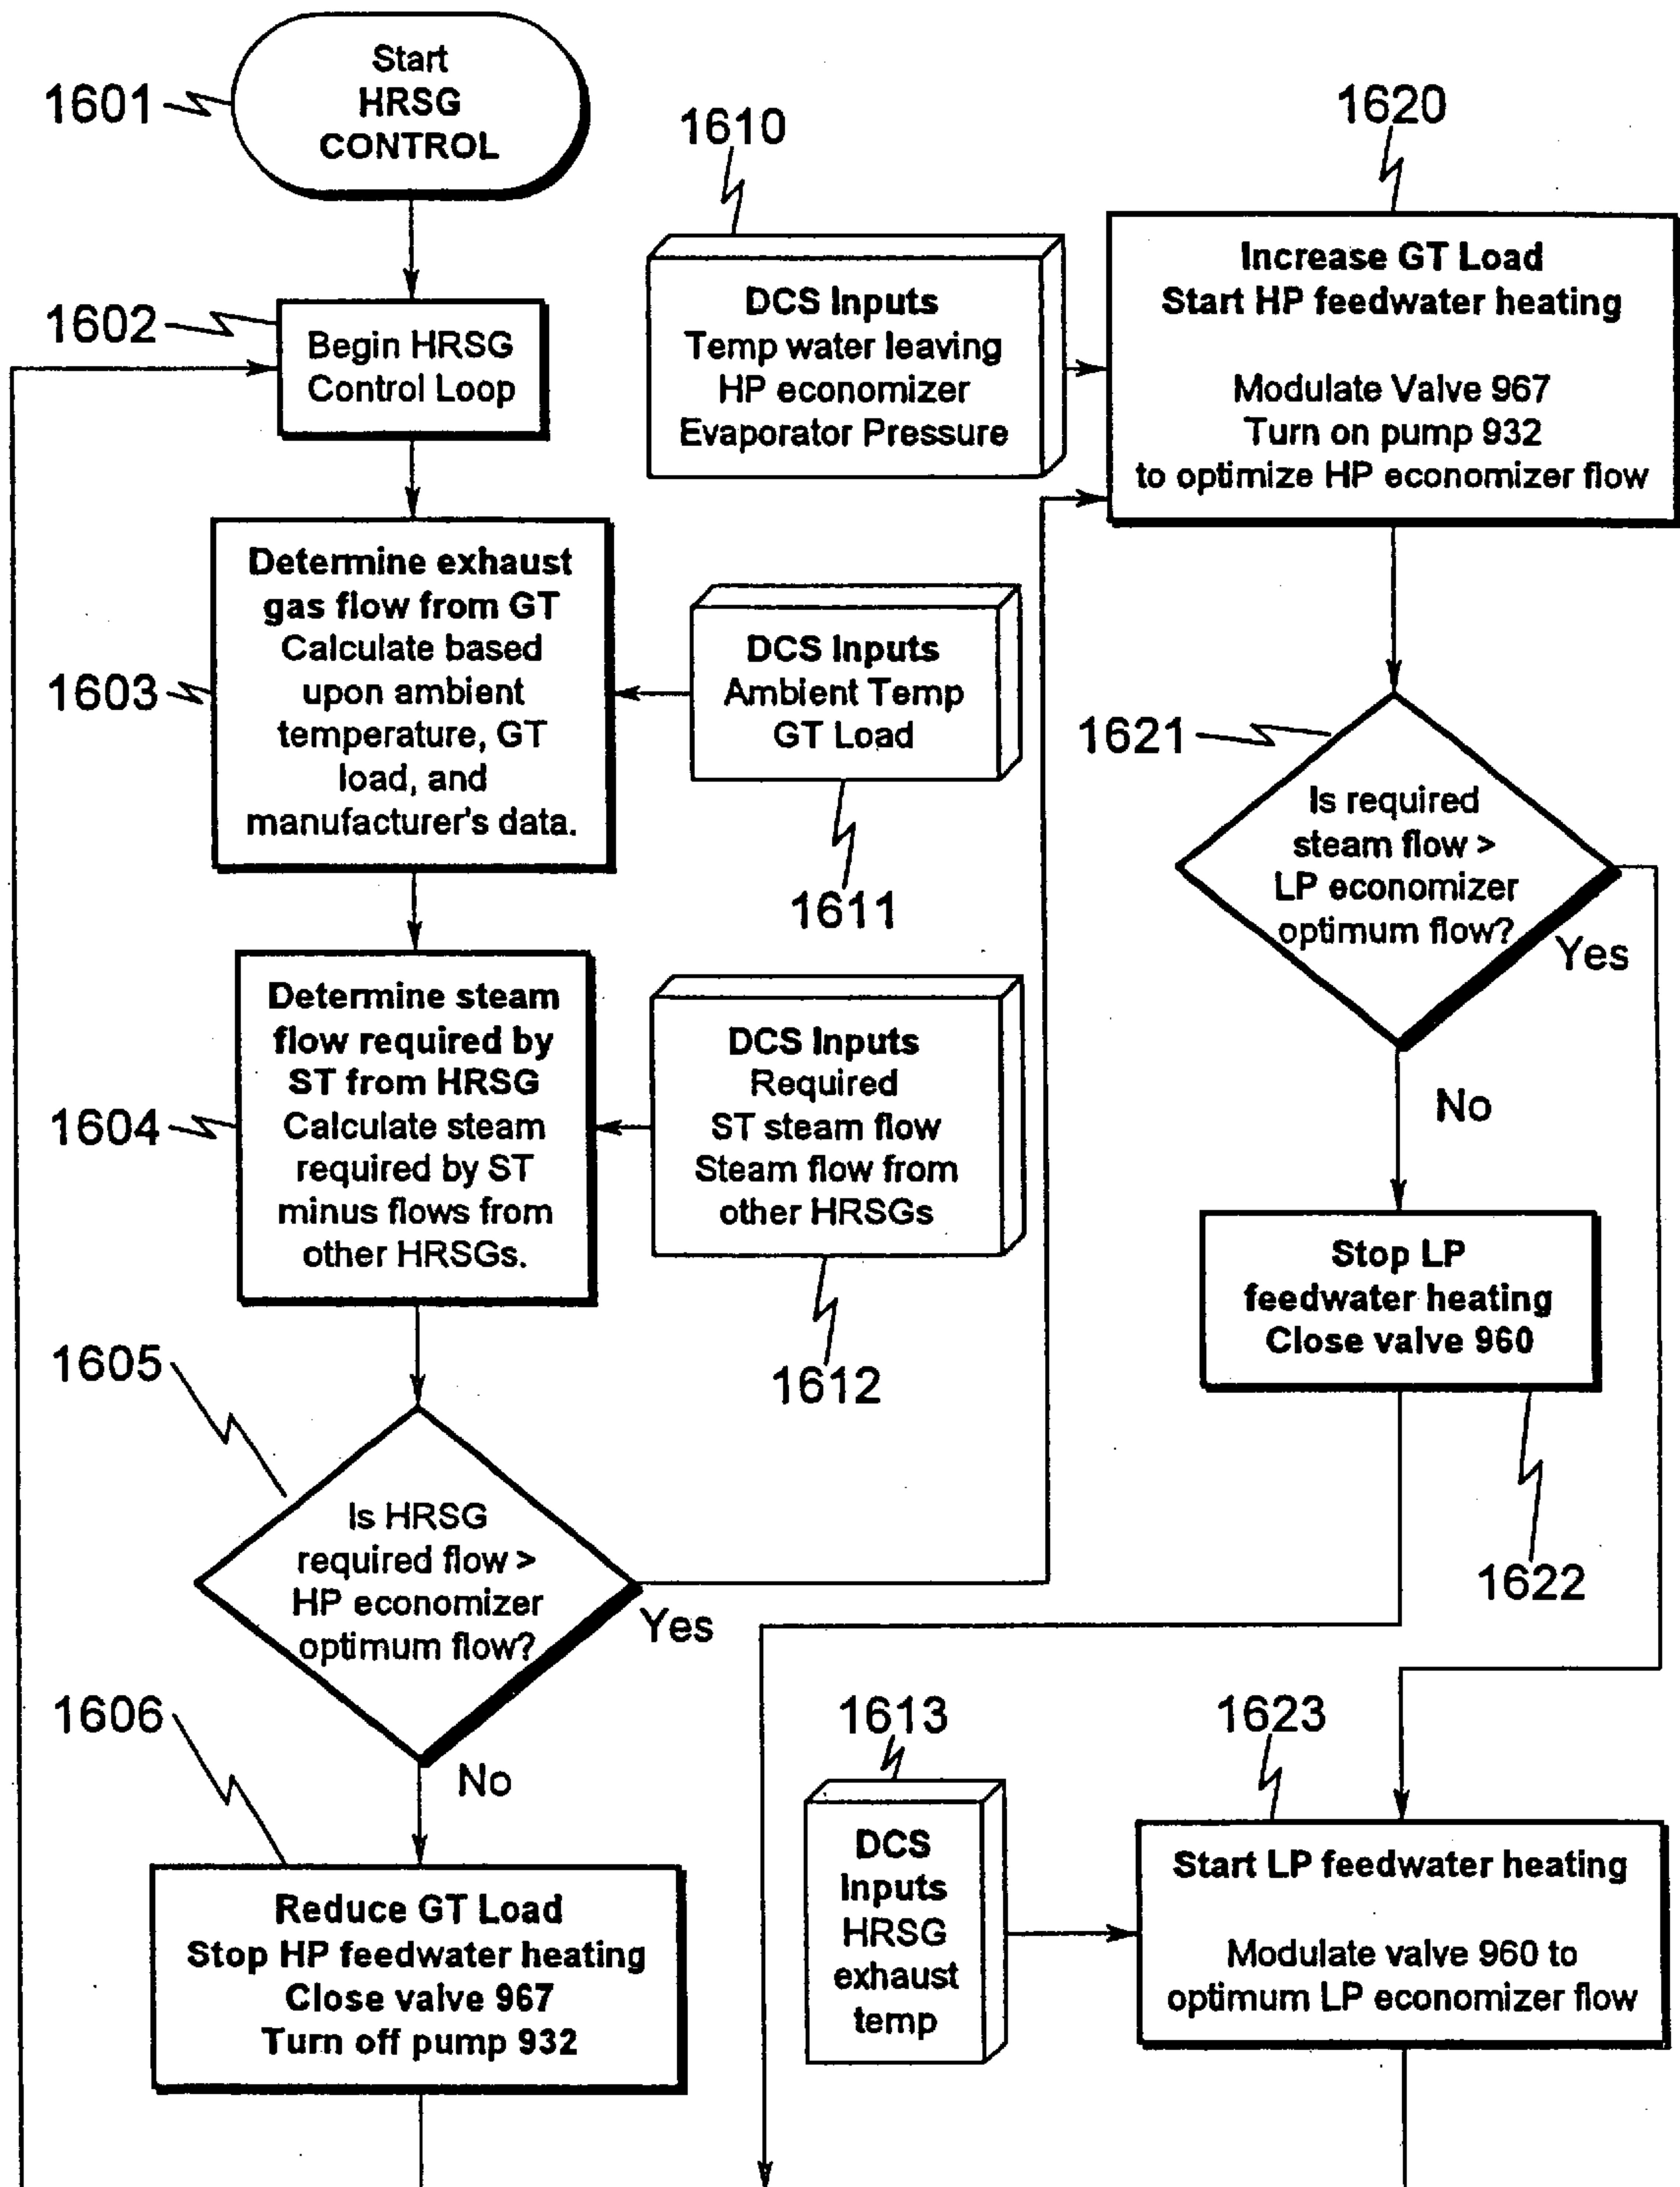 1601
Start
HRSG
CONTROL
1602
Begin HRSG
Control Loop
1603
Determine exhaust
gas flow from GT
Calculate based
upon ambient
temperature, GT
load, and
manufacturer's data.
DCS Inputs
Ambient Temp
GT Load
1611
1604
Determine steam
flow required by
ST from HRSG
Calculate steam
required by ST
minus flows from
other HRSGs.
DCS Inputs
Required
ST steam flow
Steam flow from
other HRSGs
1612
1605
Is HRSG
required flow >
HP economizer
optimum flow?
Yes
No
1606
Reduce GT Load
Stop HP feedwater heating
Close valve 967
Turn off pump 932
1610
DCS Inputs
Temp water leaving
HP economizer
Evaporator Pressure
1620
Increase GT Load
Start HP feedwater heating
Modulate Valve 967
Turn on pump 932
to optimize HP economizer flow
1621
Is required
steam flow >
LP economizer
optimum flow?
Yes
No
Stop LP
feedwater heating
Close valve 960
1622
1613
DCS
Inputs
HRSG
exhaust
temp
1623
Start LP feedwater heating
Modulate valve 960 to
optimum LP economizer flow